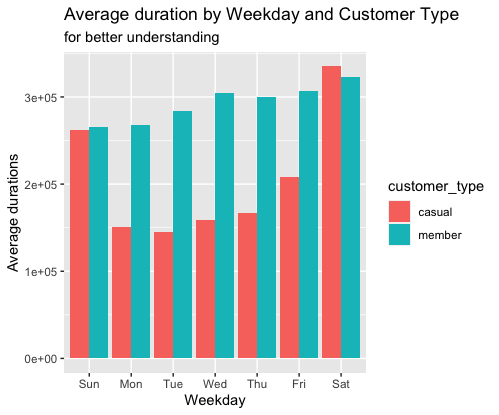 Average duration by Weekday and Customer Type
for better understanding
3e+05
2e+05
1e+05
0e+00
Average durations
Sun Mon Tue Wed Thu Fri Sat
Weekday
customer_type
casual
member